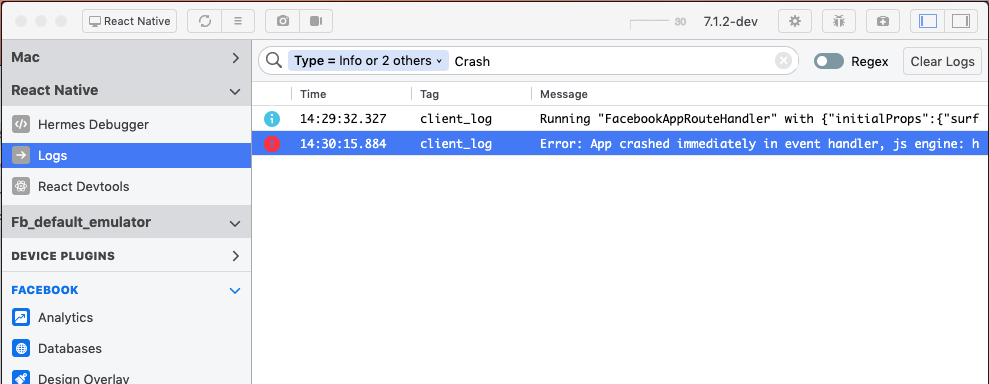 React Native
30
7.1.2-dev
Mac
React Native
Hermes Debugger
Logs
React Devtools
Fb_default_emulator
DEVICE PLUGINS
FACEBOOK
Analytics
Databases
Design Overlay
Type = Info or 2 others Crash
Regex
Clear Logs
Time Tag Message
14:29:32.327 client_log Running "FacebookAppRouteHandler" with {"initialProps":{"surf
14:30:15.884 client_log Error: App crashed immediately in event handler, js engine: h